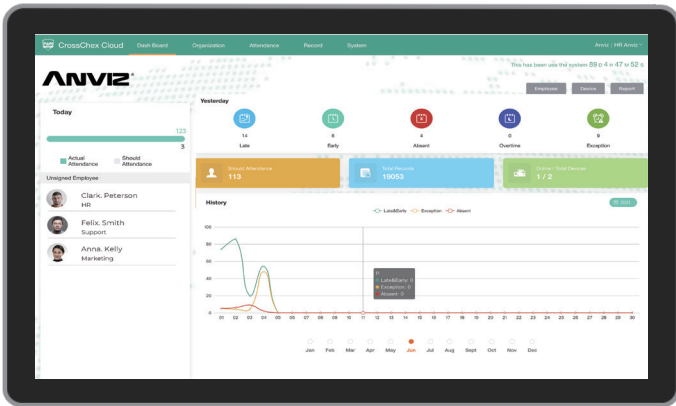 CrossChex Cloud
Dash Board
Organization
Attendance
Record
System
Anviz | HR Anviz
This has been use the system 89 D 4 H 47 M 52 S
ANVIZ
Employee
Device
Report
Today
123
3
Actual Attendance
Should Attendance
Unsigned Employee
Clark. Peterson
HR
Felix. Smith
Support
Anna. Kelly
Marketing
Yesterday
14
6
4
0
9
Late
Early
Absent
Overtime
Exception
Should Attendance
113
Total Records
19053
Online / Total Devices
1 / 2
History
Late&Early
Exception
Absent
100
80
60
40
20
0
11
Late&Early: 0
Exception: 0
Absent: 0
01 02 03 04 05 06 07 08 09 10 11 12 13 14 15 16 17 18 19 20 21 22 23 24 25 26 27 28 29 30
Jan Feb Mar Apr May Jun Jul Aug Sept Oct Nov Dec